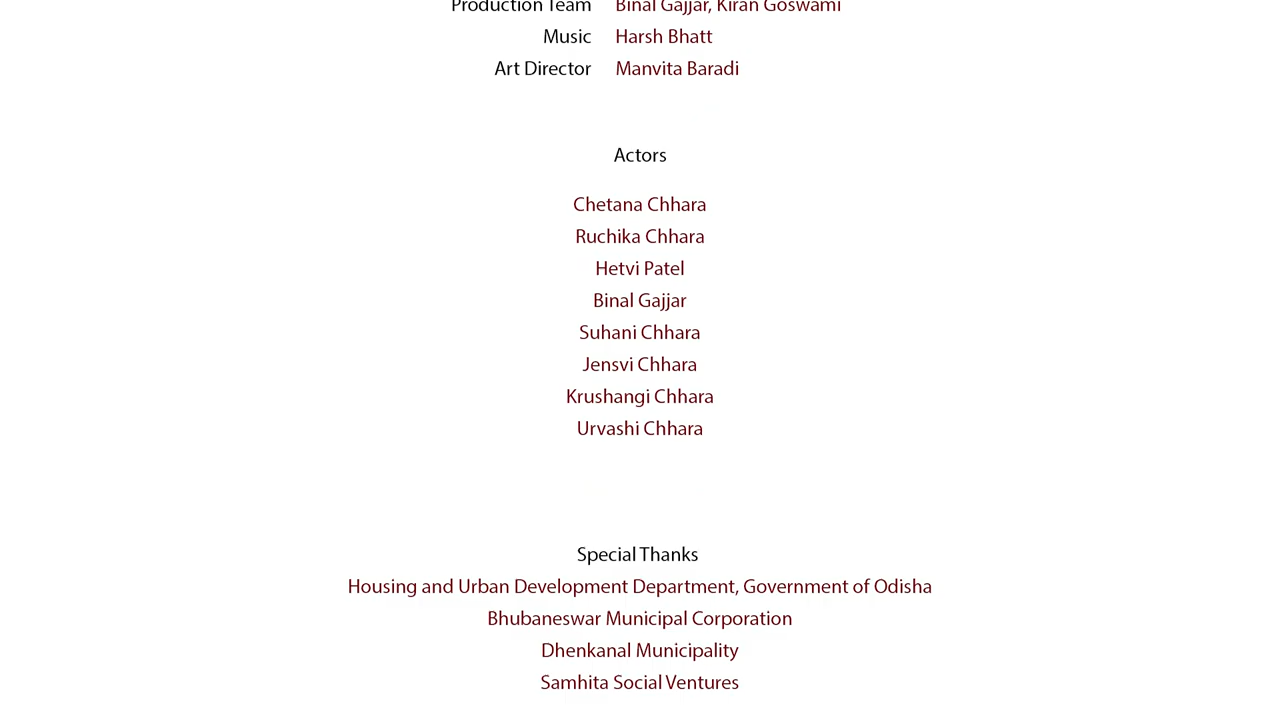 Production Team Binal Gajjar, Kiran Goswami
Music Harsh Bhatt
Art Director Manvita Baradi
Actors
Chetana Chhara
Ruchika Chhara
Hetvi Patel
Binal Gajjar
Suhani Chhara
Jensvi Chhara
Krushangi Chhara
Urvashi Chhara
Special Thanks
Housing and Urban Development Department, Government of Odisha
Bhubaneswar Municipal Corporation
Dhenkanal Municipality
Samhita Social Ventures